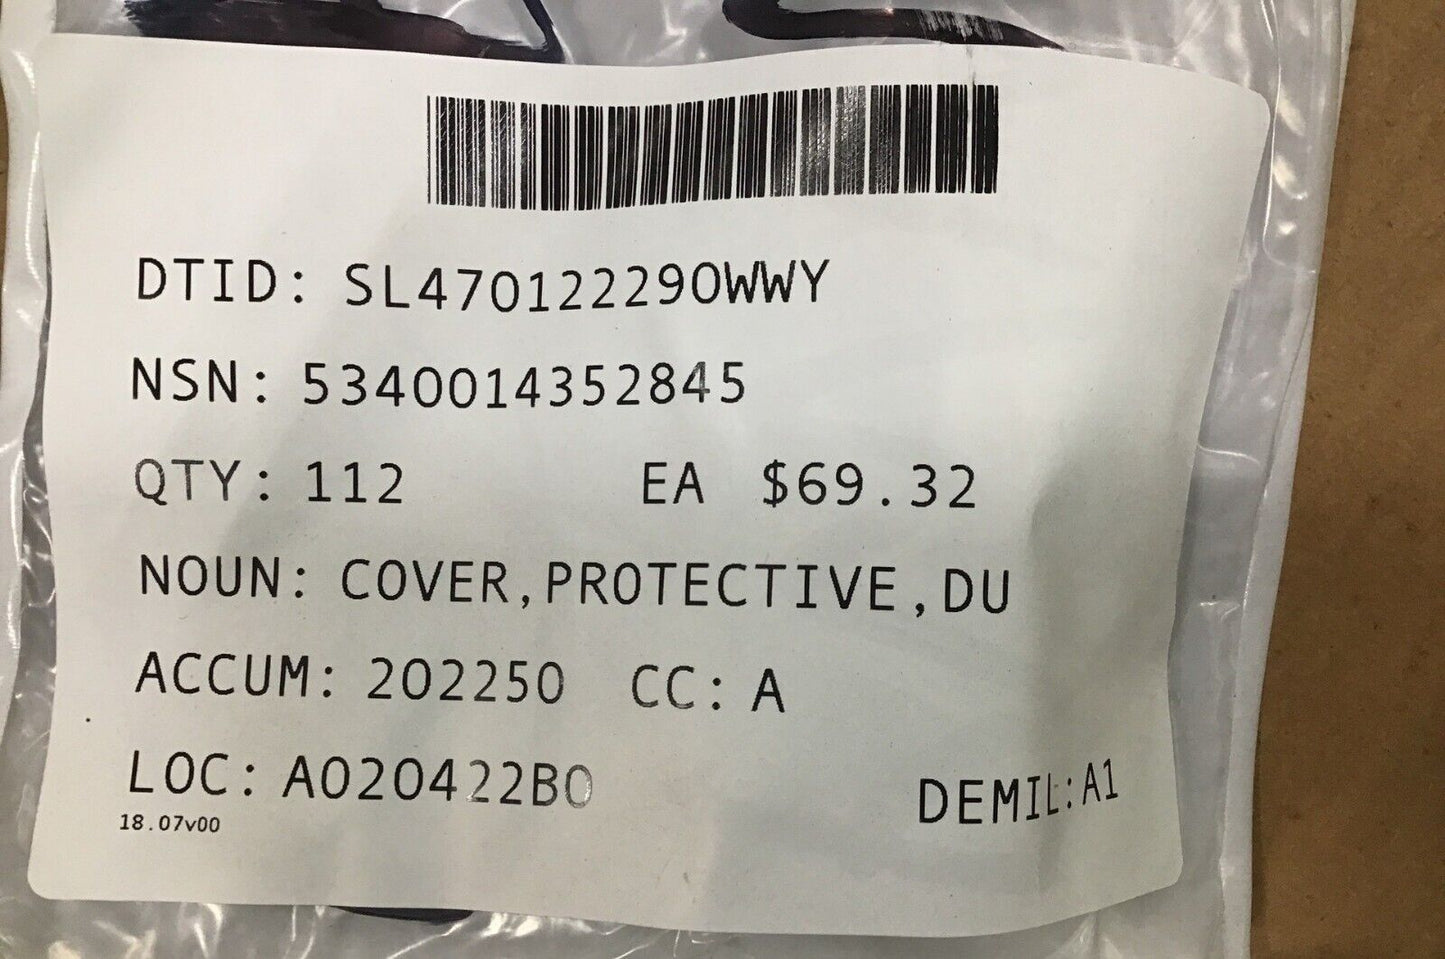 DTID: SL470122290WWY
NSN: 5340014352845
QTY: 112 EA $69.32
NOUN: COVER,PROTECTIVE,DU
ACCUM: 202250 CC: A
LOC: A020422B0
DEMIL:A1
18.07v00